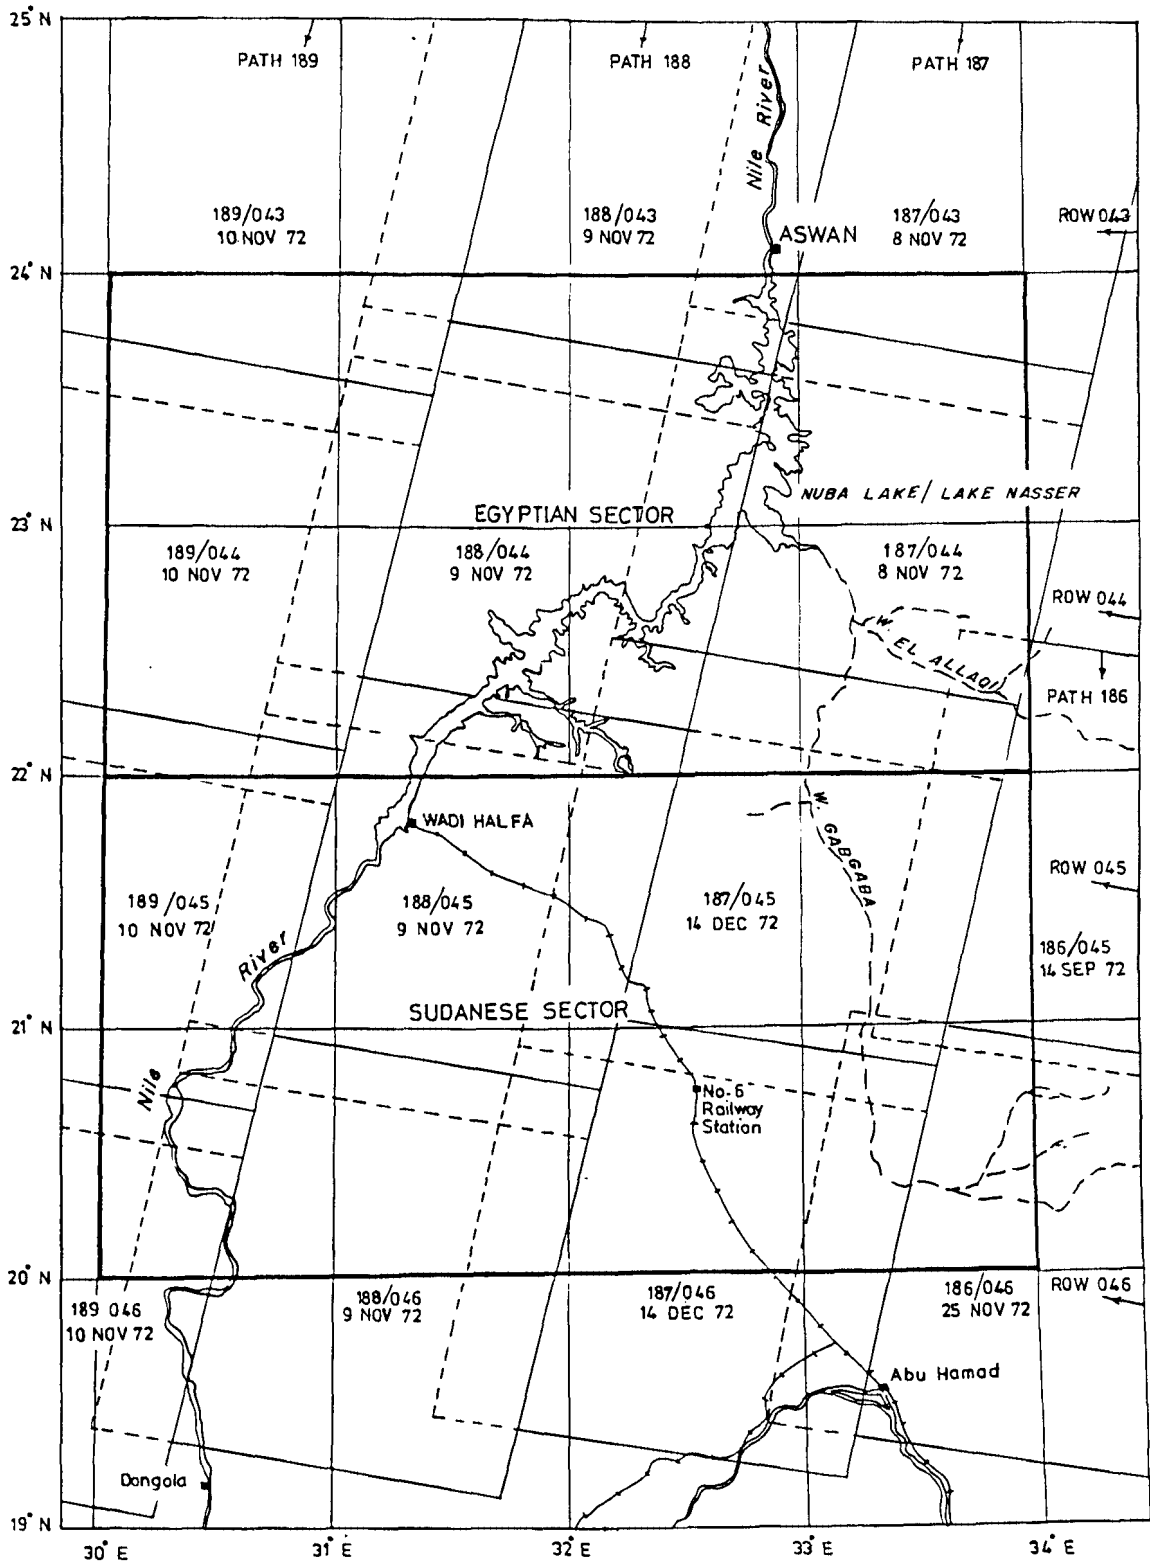 25° N
PATH 189
PATH 188
PATH 187
Nile River
189/043
10 NOV 72
188/043
9 NOV 72
187/043
8 NOV 72
ROW 043
ASWAN
24° N
NUBA LAKE/ LAKE NASSER
EGYPTIAN SECTOR
23° N
189/044
10 NOV 72
188/044
9 NOV 72
187/044
8 NOV 72
ROW 044
W. EL ALLAQI
PATH 186
22° N
WADI HALFA
W. GABGABA
ROW 045
189/045
10 NOV 72
188/045
9 NOV 72
187/045
14 DEC 72
186/045
14 SEP 72
River
SUDANESE SECTOR
21° N
Nile
No-6
Railway
Station
20° N
189 046
10 NOV 72
188/046
9 NOV 72
187/046
14 DEC 72
186/046
25 NOV 72
ROW 046
Abu Hamad
Dongola
19° N
30° E
31° E
32° E
33° E
34° E